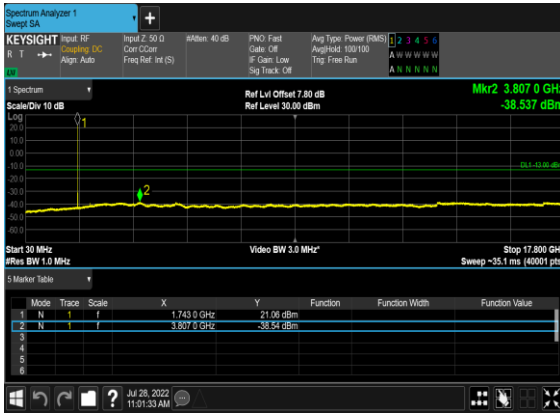 Spectrum Analyzer 1
Swept SA
KEYSIGHT Input: RF Input Z: 50 Ω #Atten: 40 dB PNO: Fast Avg Type: Power (RMS) 1 2 3 4 5 6
R T Coupling: DC Corr CCorr Gate: Off Avg|Hold: 100/100 A W W W W W
Align: Auto Freq Ref: Int (S) IF Gain: Low Trig: Free Run
LXI Sig Track: Off A N N N N N
1 Spectrum
Scale/Div 10 dB Ref Lvl Offset 7.80 dB Mkr2 3.807 0 GHz
Ref Level 30.00 dBm -38.537 dBm
Log
20.0 1
10.0
0.00
-10.0 DL1 -13.00 dBm
-20.0
-30.0 2
-40.0
-50.0
-60.0
Start 30 MHz Video BW 3.0 MHz* Stop 17.800 GH
#Res BW 1.0 MHz Sweep ~35.1 ms (40001 pts
5 Marker Table
Mode Trace Scale X Y Function Function Width Function Value
1 N 1 f 1.743 0 GHz 21.06 dBm
2 N 1 f 3.807 0 GHz -38.54 dBm
3
4
5
6
? Jul 28, 2022
11:01:33 AM